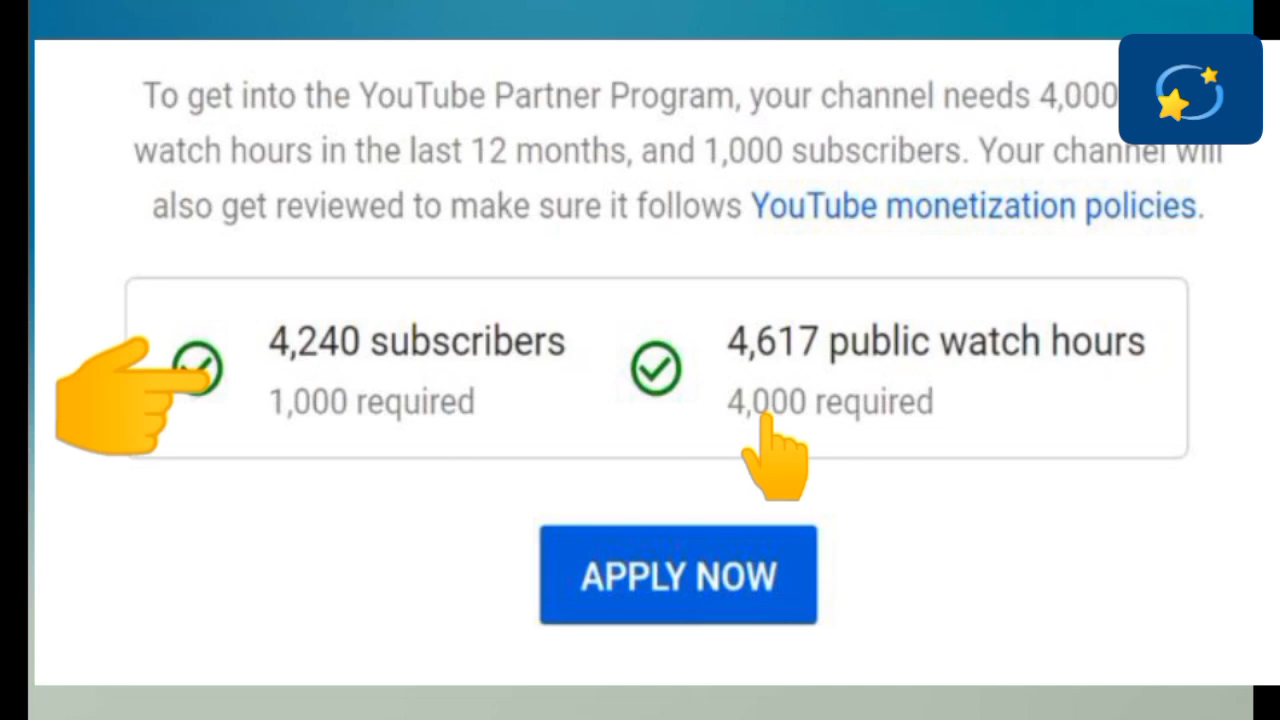 To get into the YouTube Partner Program, your channel needs 4,000
watch hours in the last 12 months, and 1,000 subscribers. Your channel will
also get reviewed to make sure it follows YouTube monetization policies.
4,240 subscribers
1,000 required
4,617 public watch hours
4,000 required
APPLY NOW